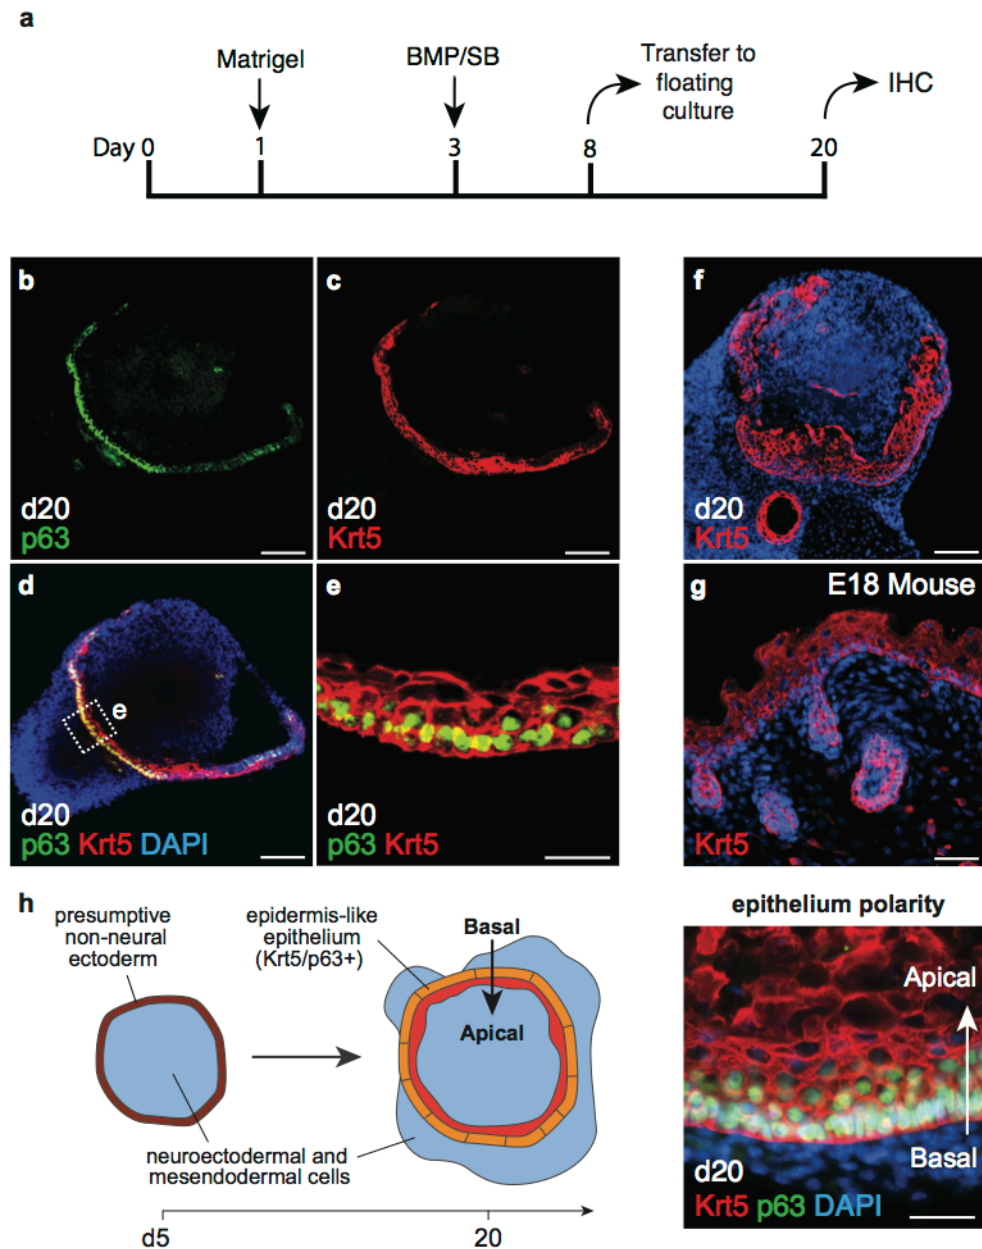 a
Matrigel
BMP/SB
Transfer to
floating
culture
IHC
Day 0
1
3
8
20
b
d20
p63
c
d20
Krt5
f
d20
Krt5
d
e
d20
p63 Krt5 DAPI
e
d20
p63 Krt5
g
E18 Mouse
Krt5
h
presumptive
non-neural
ectoderm
epidermis-like
epithelium
(Krt5/p63+)
Basal
Apical
neuroectodermal and
mesendodermal cells
d5
20
epithelium polarity
Apical
Basal
d20
Krt5 p63 DAPI